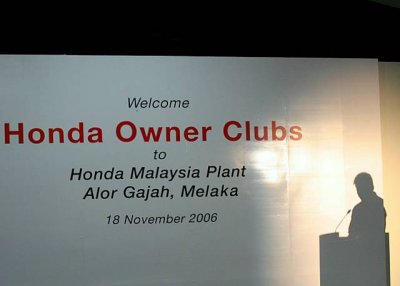 Welcome
Honda Owner Clubs
to
Honda Malaysia Plant
Alor Gajah, Melaka
18 November 2006